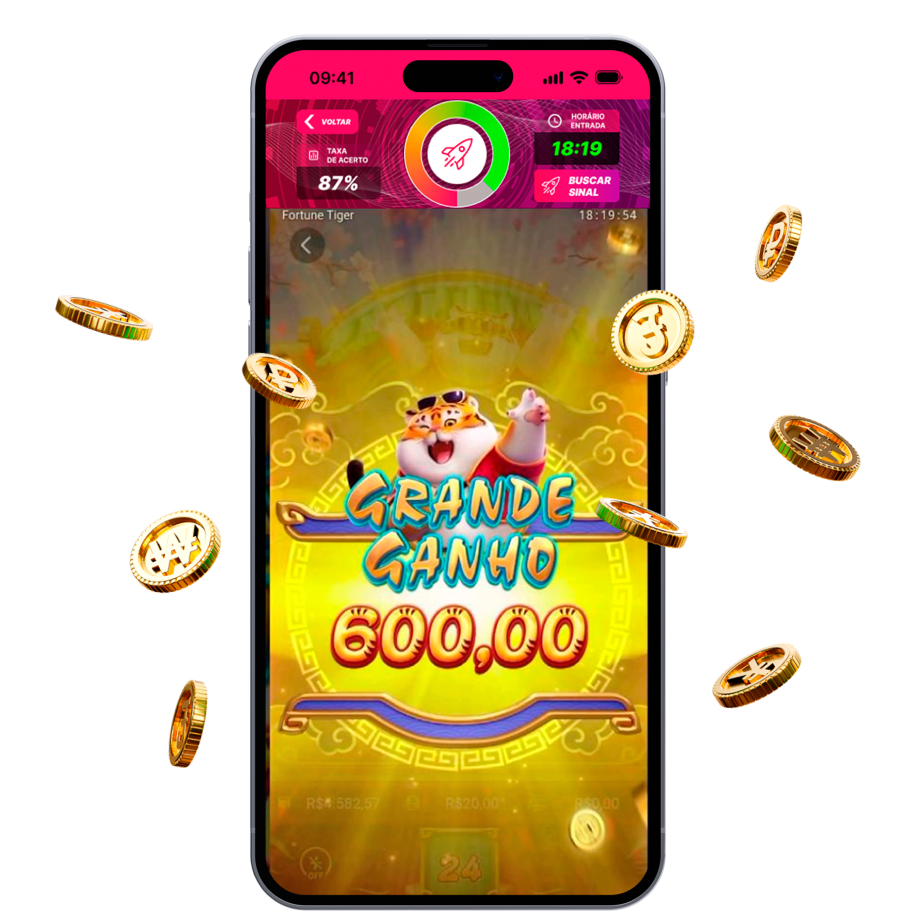 09:41
VOLTAR
TAXA
DE ACERTO
87%
HORÁRIO
ENTRADA
18:19
BUSCAR
SINAL
Fortune Tiger
18:19:54
GRANDE
GANHO
600,00
R$4.582,57
R$20,00
R$0,00
OFF
24